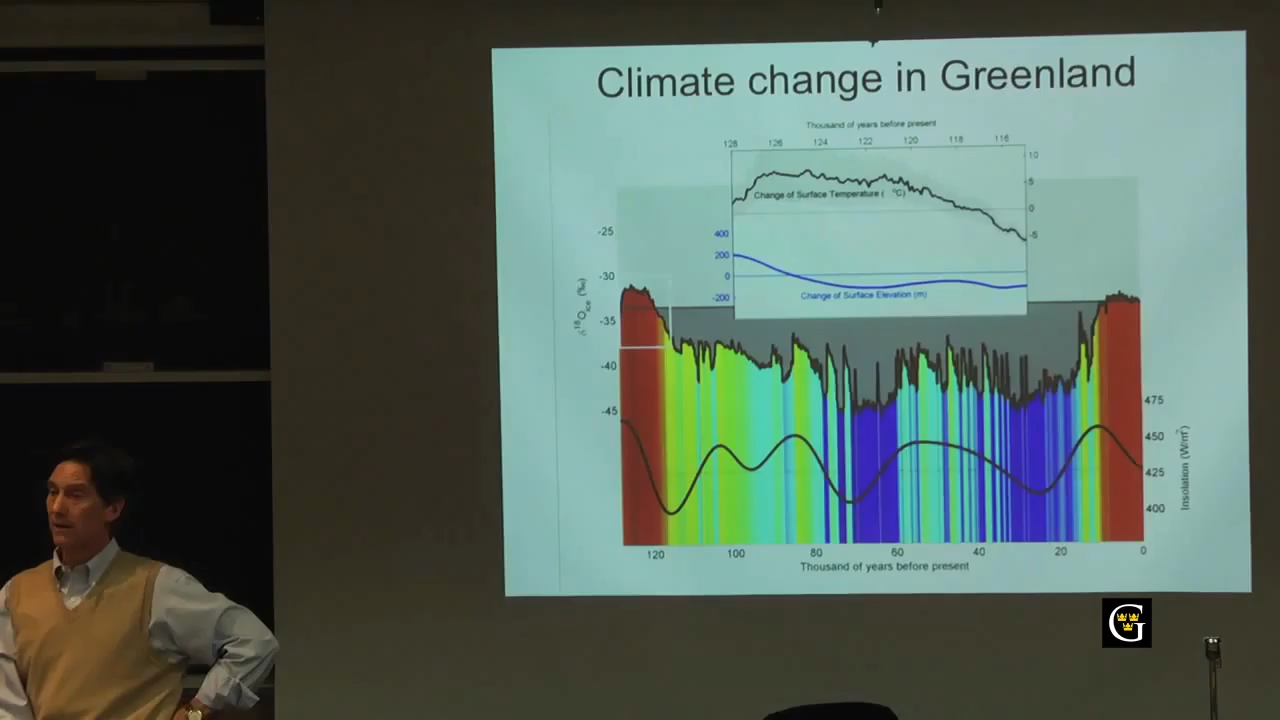 Climate change in Greenland
Thousand of years before present
128 126 124 122 120 118 116
10
5
0
-5
Change of Surface Temperature ( °C)
400
200
0
-200
Change of Surface Elevation (m)
-25
-30
-35
-40
-45
δ18Oice (‰)
475
450
425
400
Insolation (W/m²)
120 100 80 60 40 20 0
Thousand of years before present
G